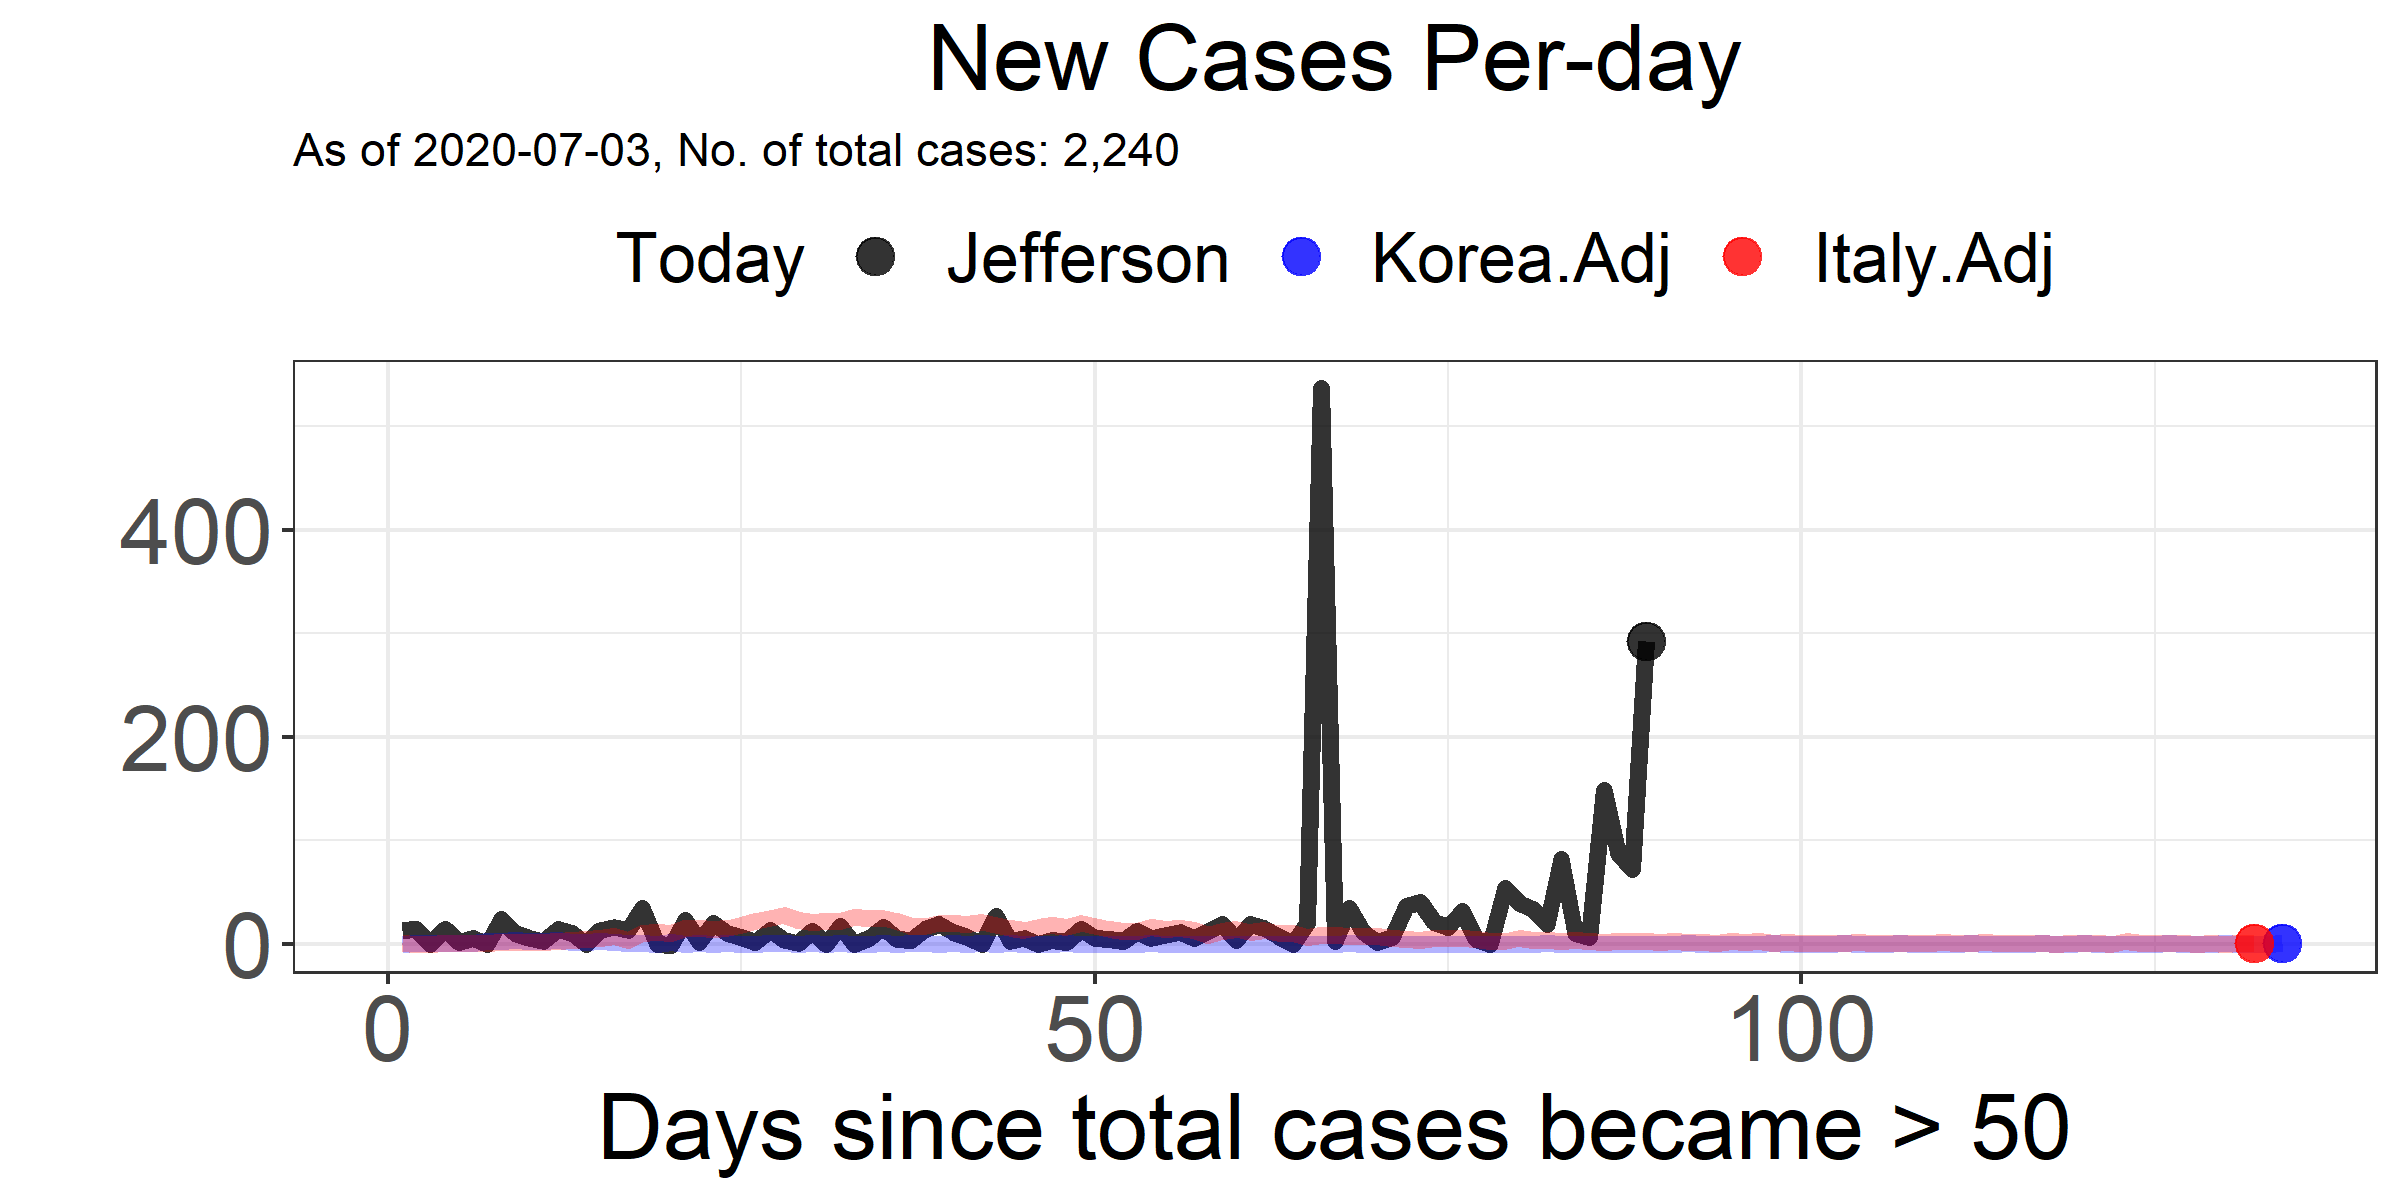 New Cases Per-day
As of 2020-07-03, No. of total cases: 2,240
Today Jefferson Korea.Adj Italy.Adj
400
200
0
0 50 100
Days since total cases became > 50